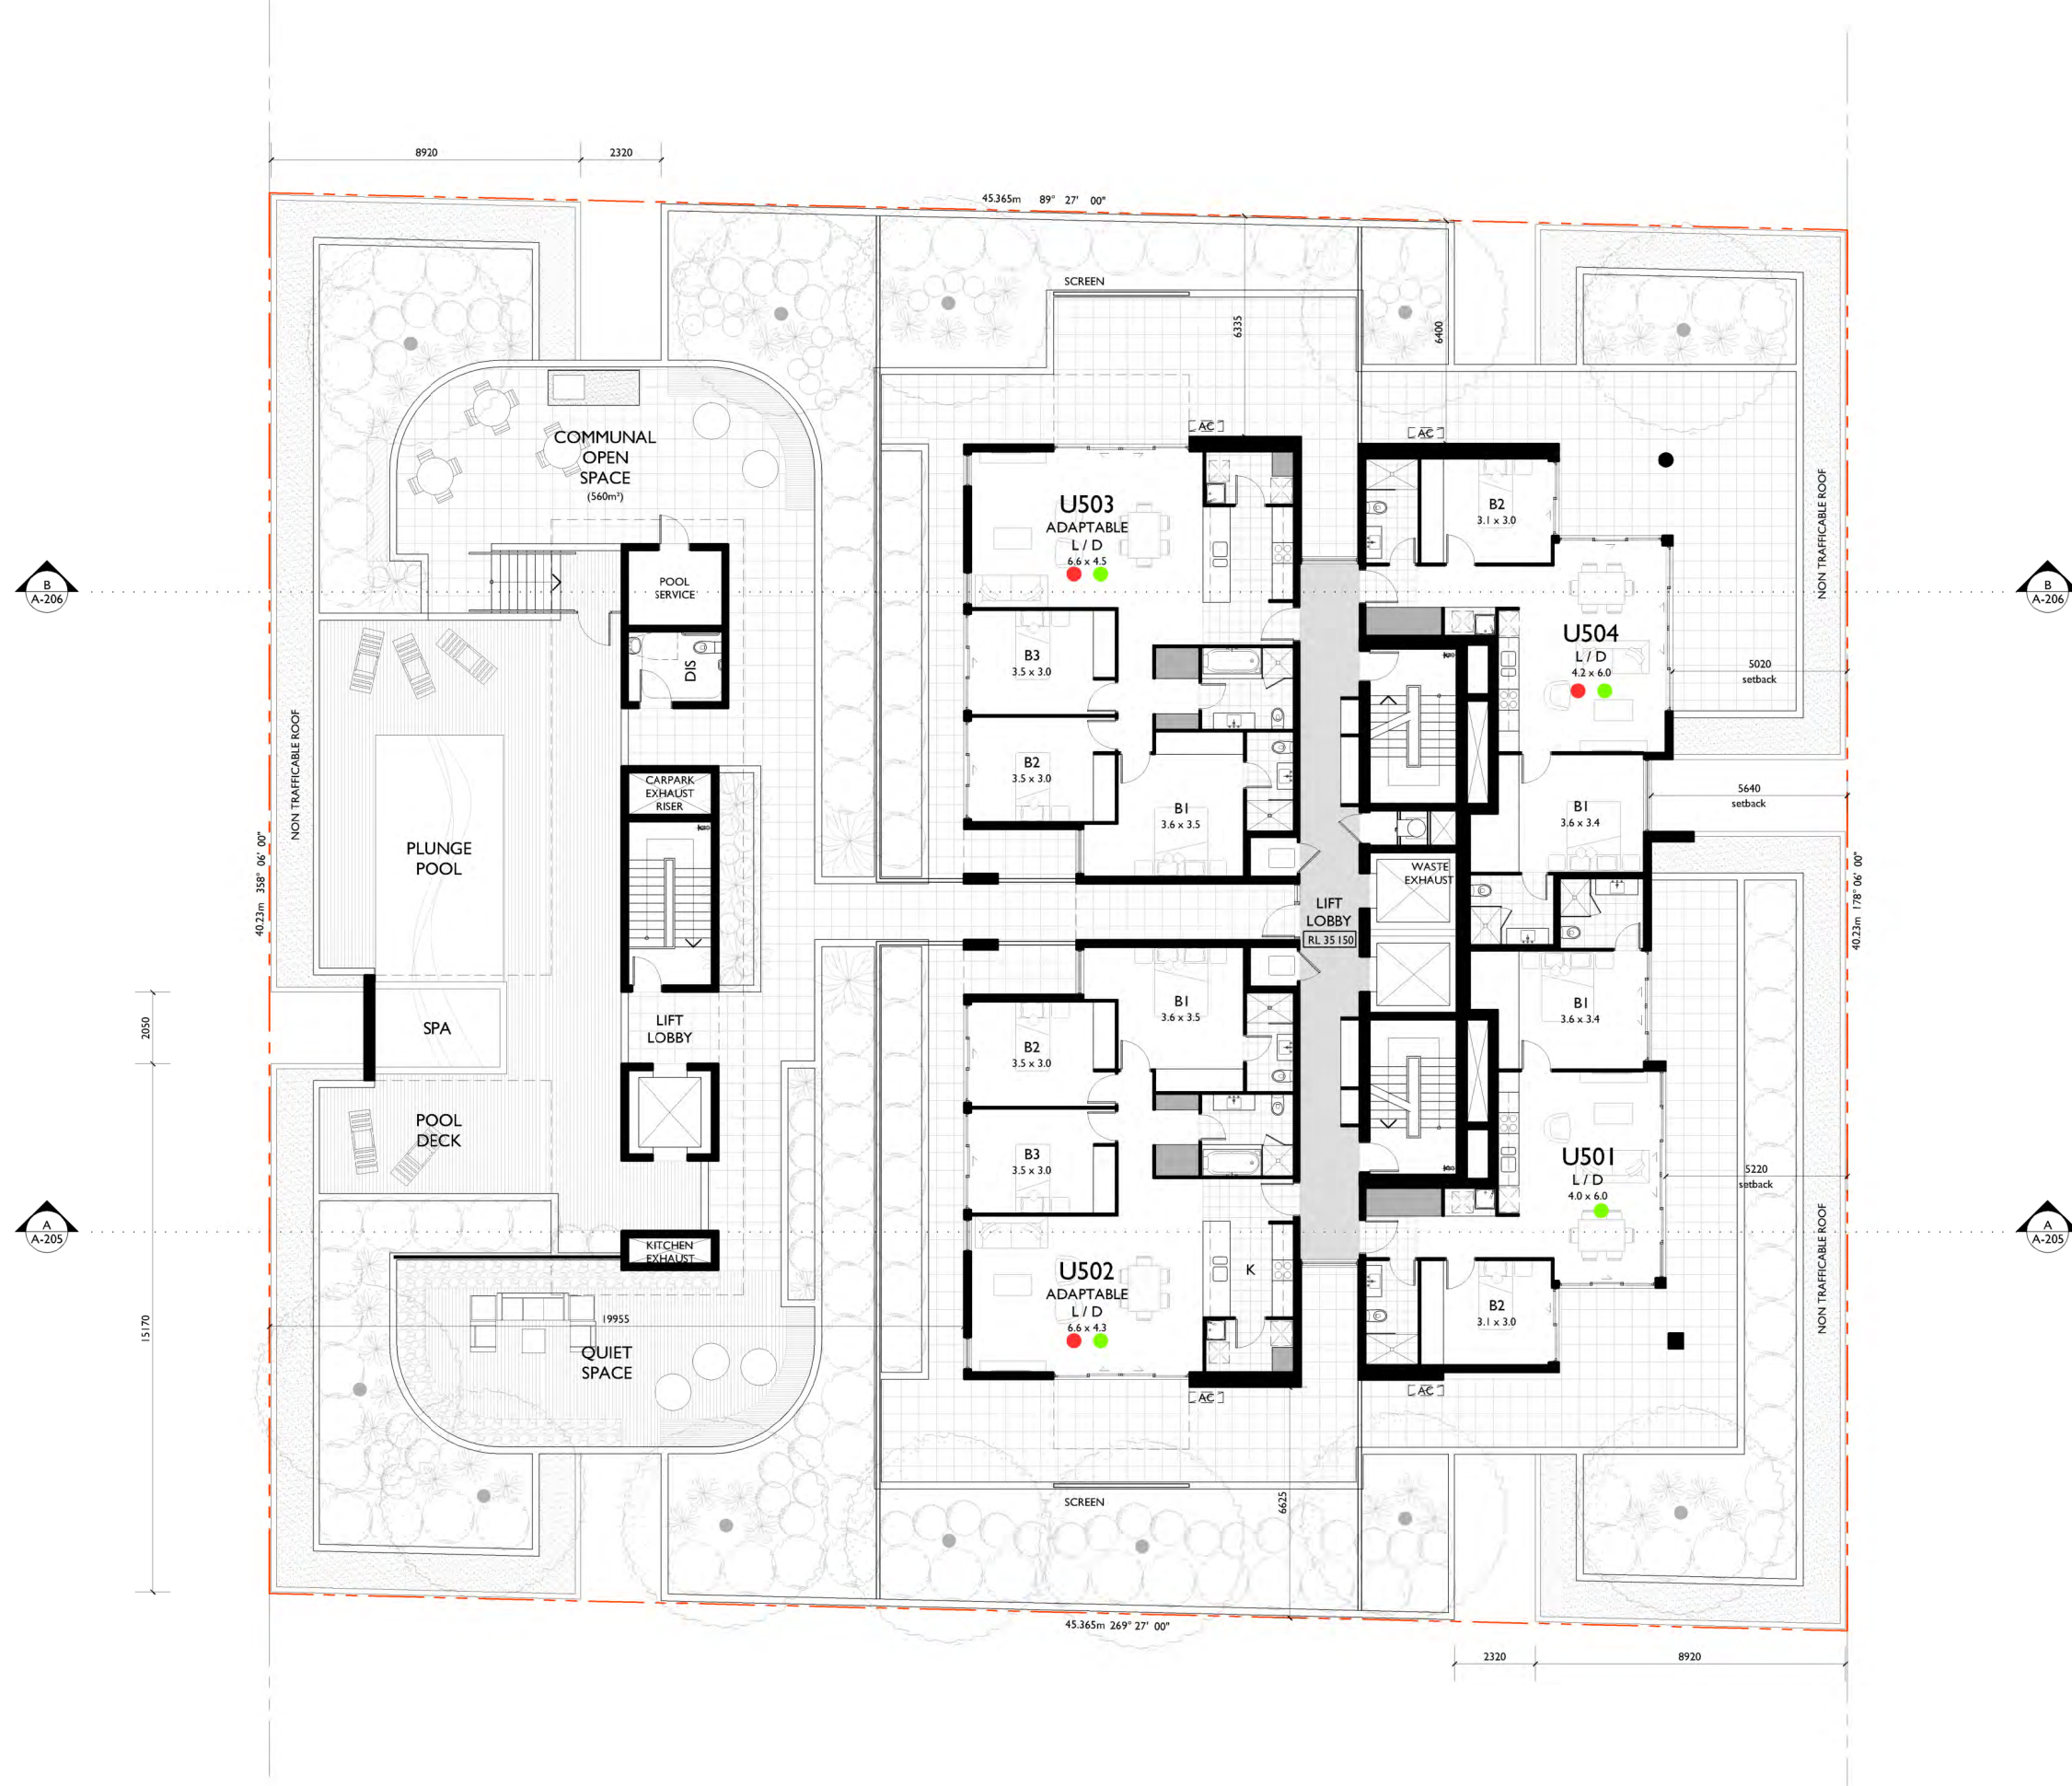 8920
2320
45.365m 89° 27' 00"
SCREEN
6335
6400
AC
AC
COMMUNAL
OPEN
SPACE
(560m²)
U503
ADAPTABLE
L / D
6.6 x 4.5
B2
3.1 x 3.0
NON TRAFFICABLE ROOF
B
A-206
B
A-206
POOL
SERVICE
DIS
B3
3.5 x 3.0
U504
L / D
4.2 x 6.0
5020
setback
NON TRAFFICABLE ROOF
CARPARK
EXHAUST
RISER
B2
3.5 x 3.0
B1
3.6 x 3.5
5640
setback
B1
3.6 x 3.4
PLUNGE
POOL
WASTE
EXHAUST
40.23m 358° 06' 00"
40.23m 178° 06' 00"
LIFT
LOBBY
RL 35 150
SPA
LIFT
LOBBY
B1
3.6 x 3.5
B1
3.6 x 3.4
2050
B2
3.5 x 3.0
POOL
DECK
B3
3.5 x 3.0
U501
L / D
4.0 x 6.0
5220
setback
A
A-205
A
A-205
KITCHEN
EXHAUST
U502
ADAPTABLE
L / D
6.6 x 4.3
K
B2
3.1 x 3.0
NON TRAFFICABLE ROOF
15170
19955
QUIET
SPACE
AC
AC
SCREEN
6625
45.365m 269° 27' 00"
2320
8920